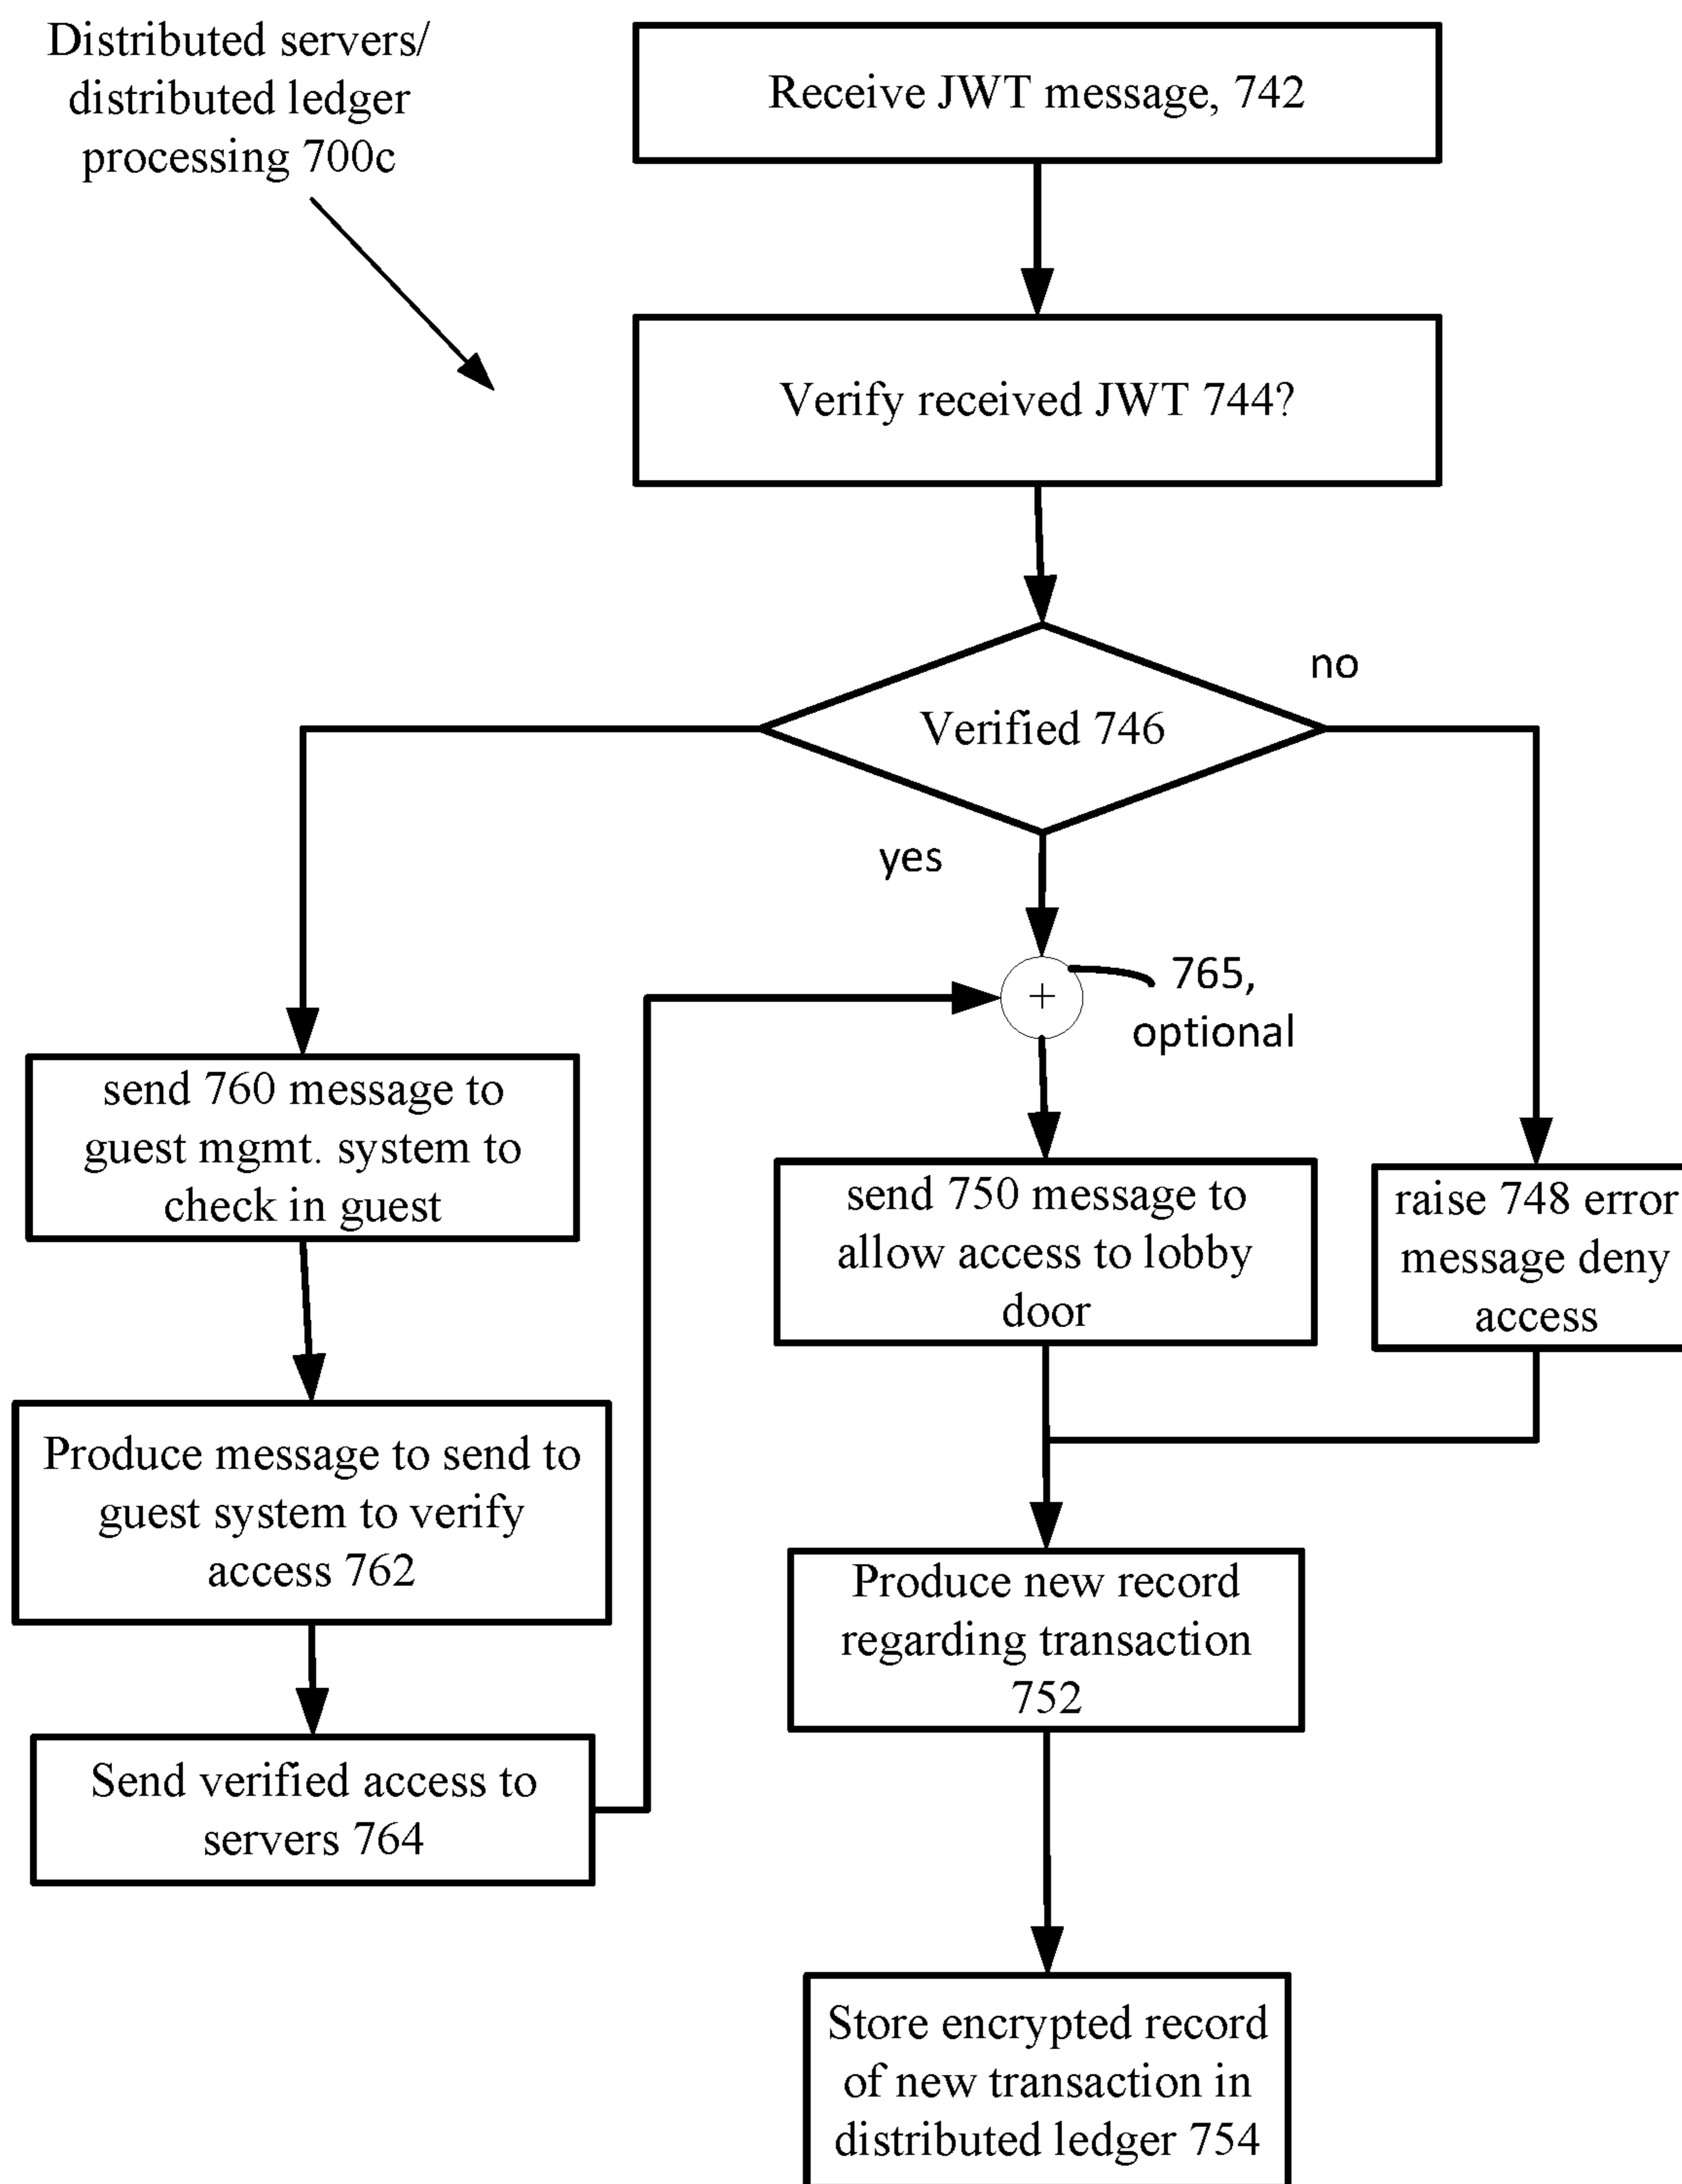 Distributed servers/
distributed ledger
processing 700c
Receive JWT message, 742
Verify received JWT 744?
no
Verified 746
yes
765,
optional
+
send 760 message to
guest mgmt. system to
check in guest
send 750 message to
allow access to lobby
door
raise 748 error
message deny
access
Produce message to send to
guest system to verify
access 762
Produce new record
regarding transaction
752
Send verified access to
servers 764
Store encrypted record
of new transaction in
distributed ledger 754